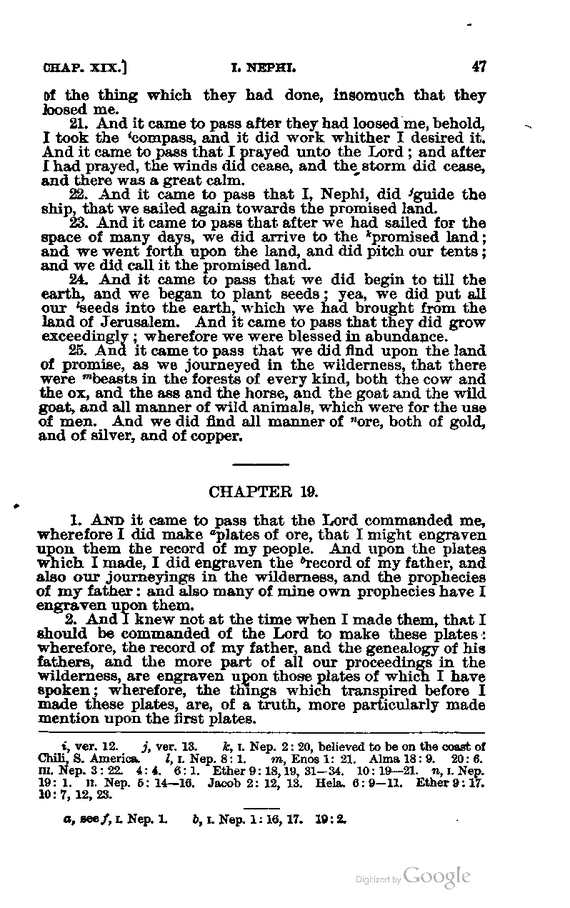 CHAP. XIX.] I. NEPHI. 47
of the thing which they had done, insomuch that they
loosed me.
21. And it came to pass after they had loosed me, behold,
I took the ᶦcompass, and it did work whither I desired it.
And it came to pass that I prayed unto the Lord; and after
I had prayed, the winds did cease, and the storm did cease,
and there was a great calm.
22. And it came to pass that I, Nephi, did ʲguide the
ship, that we sailed again towards the promised land.
23. And it came to pass that after we had sailed for the
space of many days, we did arrive to the ᵏpromised land;
and we went forth upon the land, and did pitch our tents;
and we did call it the promised land.
24. And it came to pass that we did begin to till the
earth, and we began to plant seeds; yea, we did put all
our ˡseeds into the earth, which we had brought from the
land of Jerusalem. And it came to pass that they did grow
exceedingly; wherefore we were blessed in abundance.
25. And it came to pass that we did find upon the land
of promise, as we journeyed in the wilderness, that there
were ᵐbeasts in the forests of every kind, both the cow and
the ox, and the ass and the horse, and the goat and the wild
goat, and all manner of wild animals, which were for the use
of men. And we did find all manner of ⁿore, both of gold,
and of silver, and of copper.
CHAPTER 19.
1. AND it came to pass that the Lord commanded me,
wherefore I did make ᵃplates of ore, that I might engraven
upon them the record of my people. And upon the plates
which I made, I did engraven the ᵇrecord of my father, and
also our journeyings in the wilderness, and the prophecies
of my father: and also many of mine own prophecies have I
engraven upon them.
2. And I knew not at the time when I made them, that I
should be commanded of the Lord to make these plates:
wherefore, the record of my father, and the genealogy of his
fathers, and the more part of all our proceedings in the
wilderness, are engraven upon those plates of which I have
spoken; wherefore, the things which transpired before I
made these plates, are, of a truth, more particularly made
mention upon the first plates.
i, ver. 12. j, ver. 13. k, I. Nep. 2:20, believed to be on the coast of
Chili, S. America. l, I. Nep. 8:1. m, Enos 1:21. Alma 18:9. 20:6.
III. Nep. 3:22. 4:4. 6:1. Ether 9:18, 19, 31—34. 10:19—21. n, I. Nep.
19:1. II. Nep. 5:14—16. Jacob 2:12, 13. Hela. 6:9—11. Ether 9:17.
10:7, 12, 23.
a, see f, I. Nep. 1. b, I. Nep. 1:16, 17. 19:2.
Digitized by Google